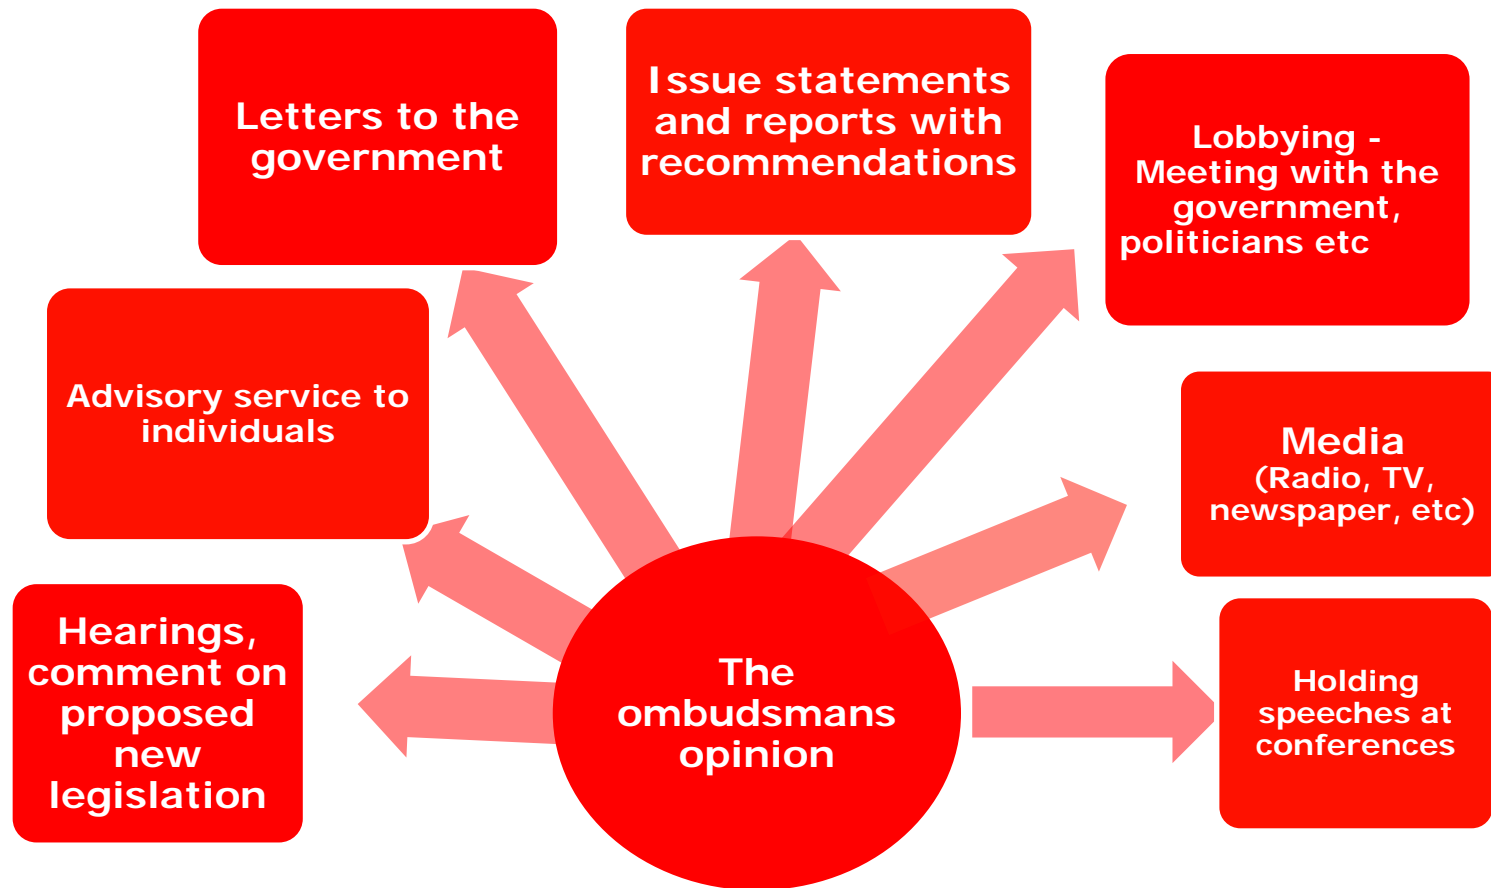 Letters to the
government
Issue statements
and reports with
recommendations
Lobbying -
Meeting with the
government,
politicians etc
Advisory service to
individuals
Media
(Radio, TV,
newspaper, etc)
Hearings,
comment on
proposed
new
legislation
The
ombudsmans
opinion
Holding
speeches at
conferences